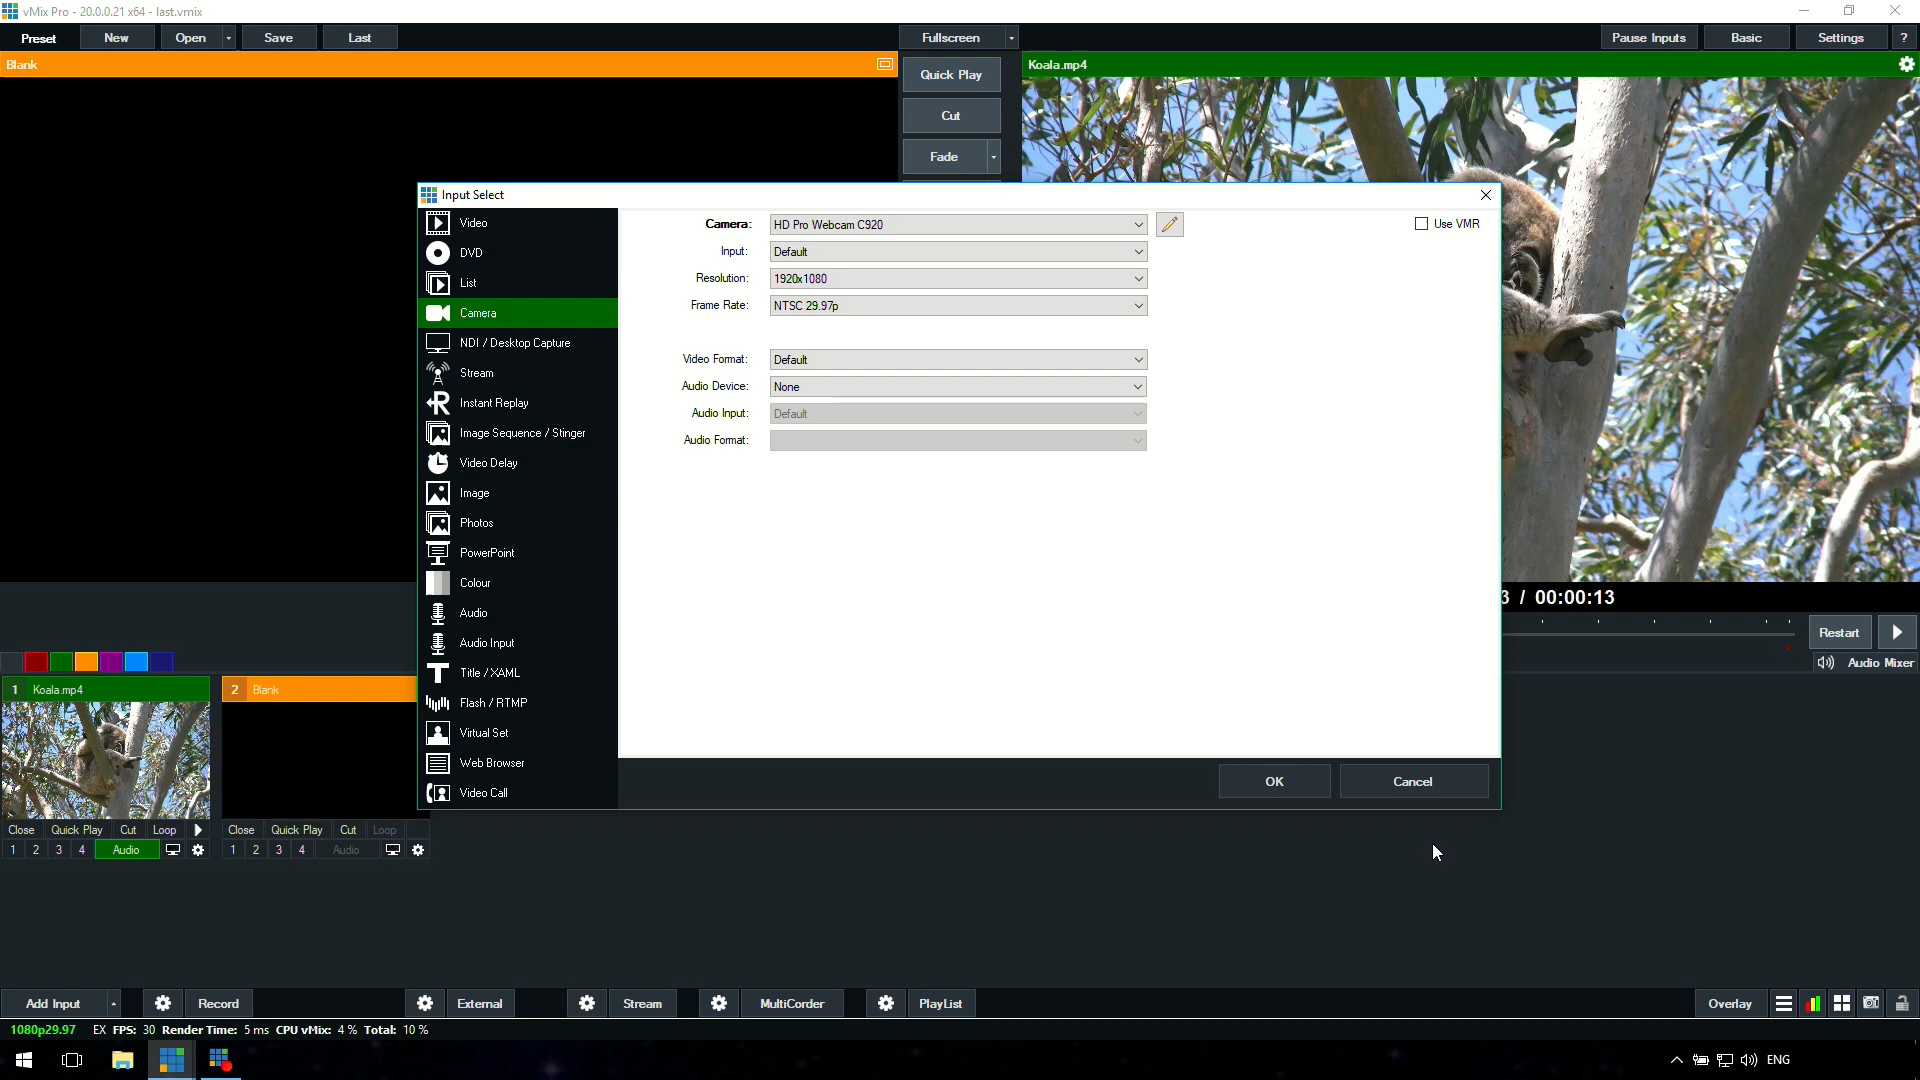 vMix Pro - 20.0.0.21 x64 - last.vmix
Preset New Open Save Last Fullscreen Pause Inputs Basic Settings ?
Blank
Koala.mp4
Quick Play
Cut
Fade
Input Select
Video
DVD
List
Camera
NDI / Desktop Capture
Stream
Instant Replay
Image Sequence / Stinger
Video Delay
Image
Photos
PowerPoint
Colour
Audio
Audio Input
Title / XAML
Flash / RTMP
Virtual Set
Web Browser
Video Call
Camera: HD Pro Webcam C920 Use VMR
Input: Default
Resolution: 1920x1080
Frame Rate: NTSC 29.97p
Video Format: Default
Audio Device: None
Audio Input: Default
Audio Format:
OK Cancel
3 / 00:00:13
Restart
Audio Mixer
1 Koala.mp4
Close Quick Play Cut Loop
1 2 3 4 Audio
2 Blank
Close Quick Play Cut Loop
1 2 3 4 Audio
Add Input Record External Stream MultiCorder PlayList Overlay
1080p29.97 EX FPS: 30 Render Time: 5 ms CPU vMix: 4 % Total: 10 %
ENG